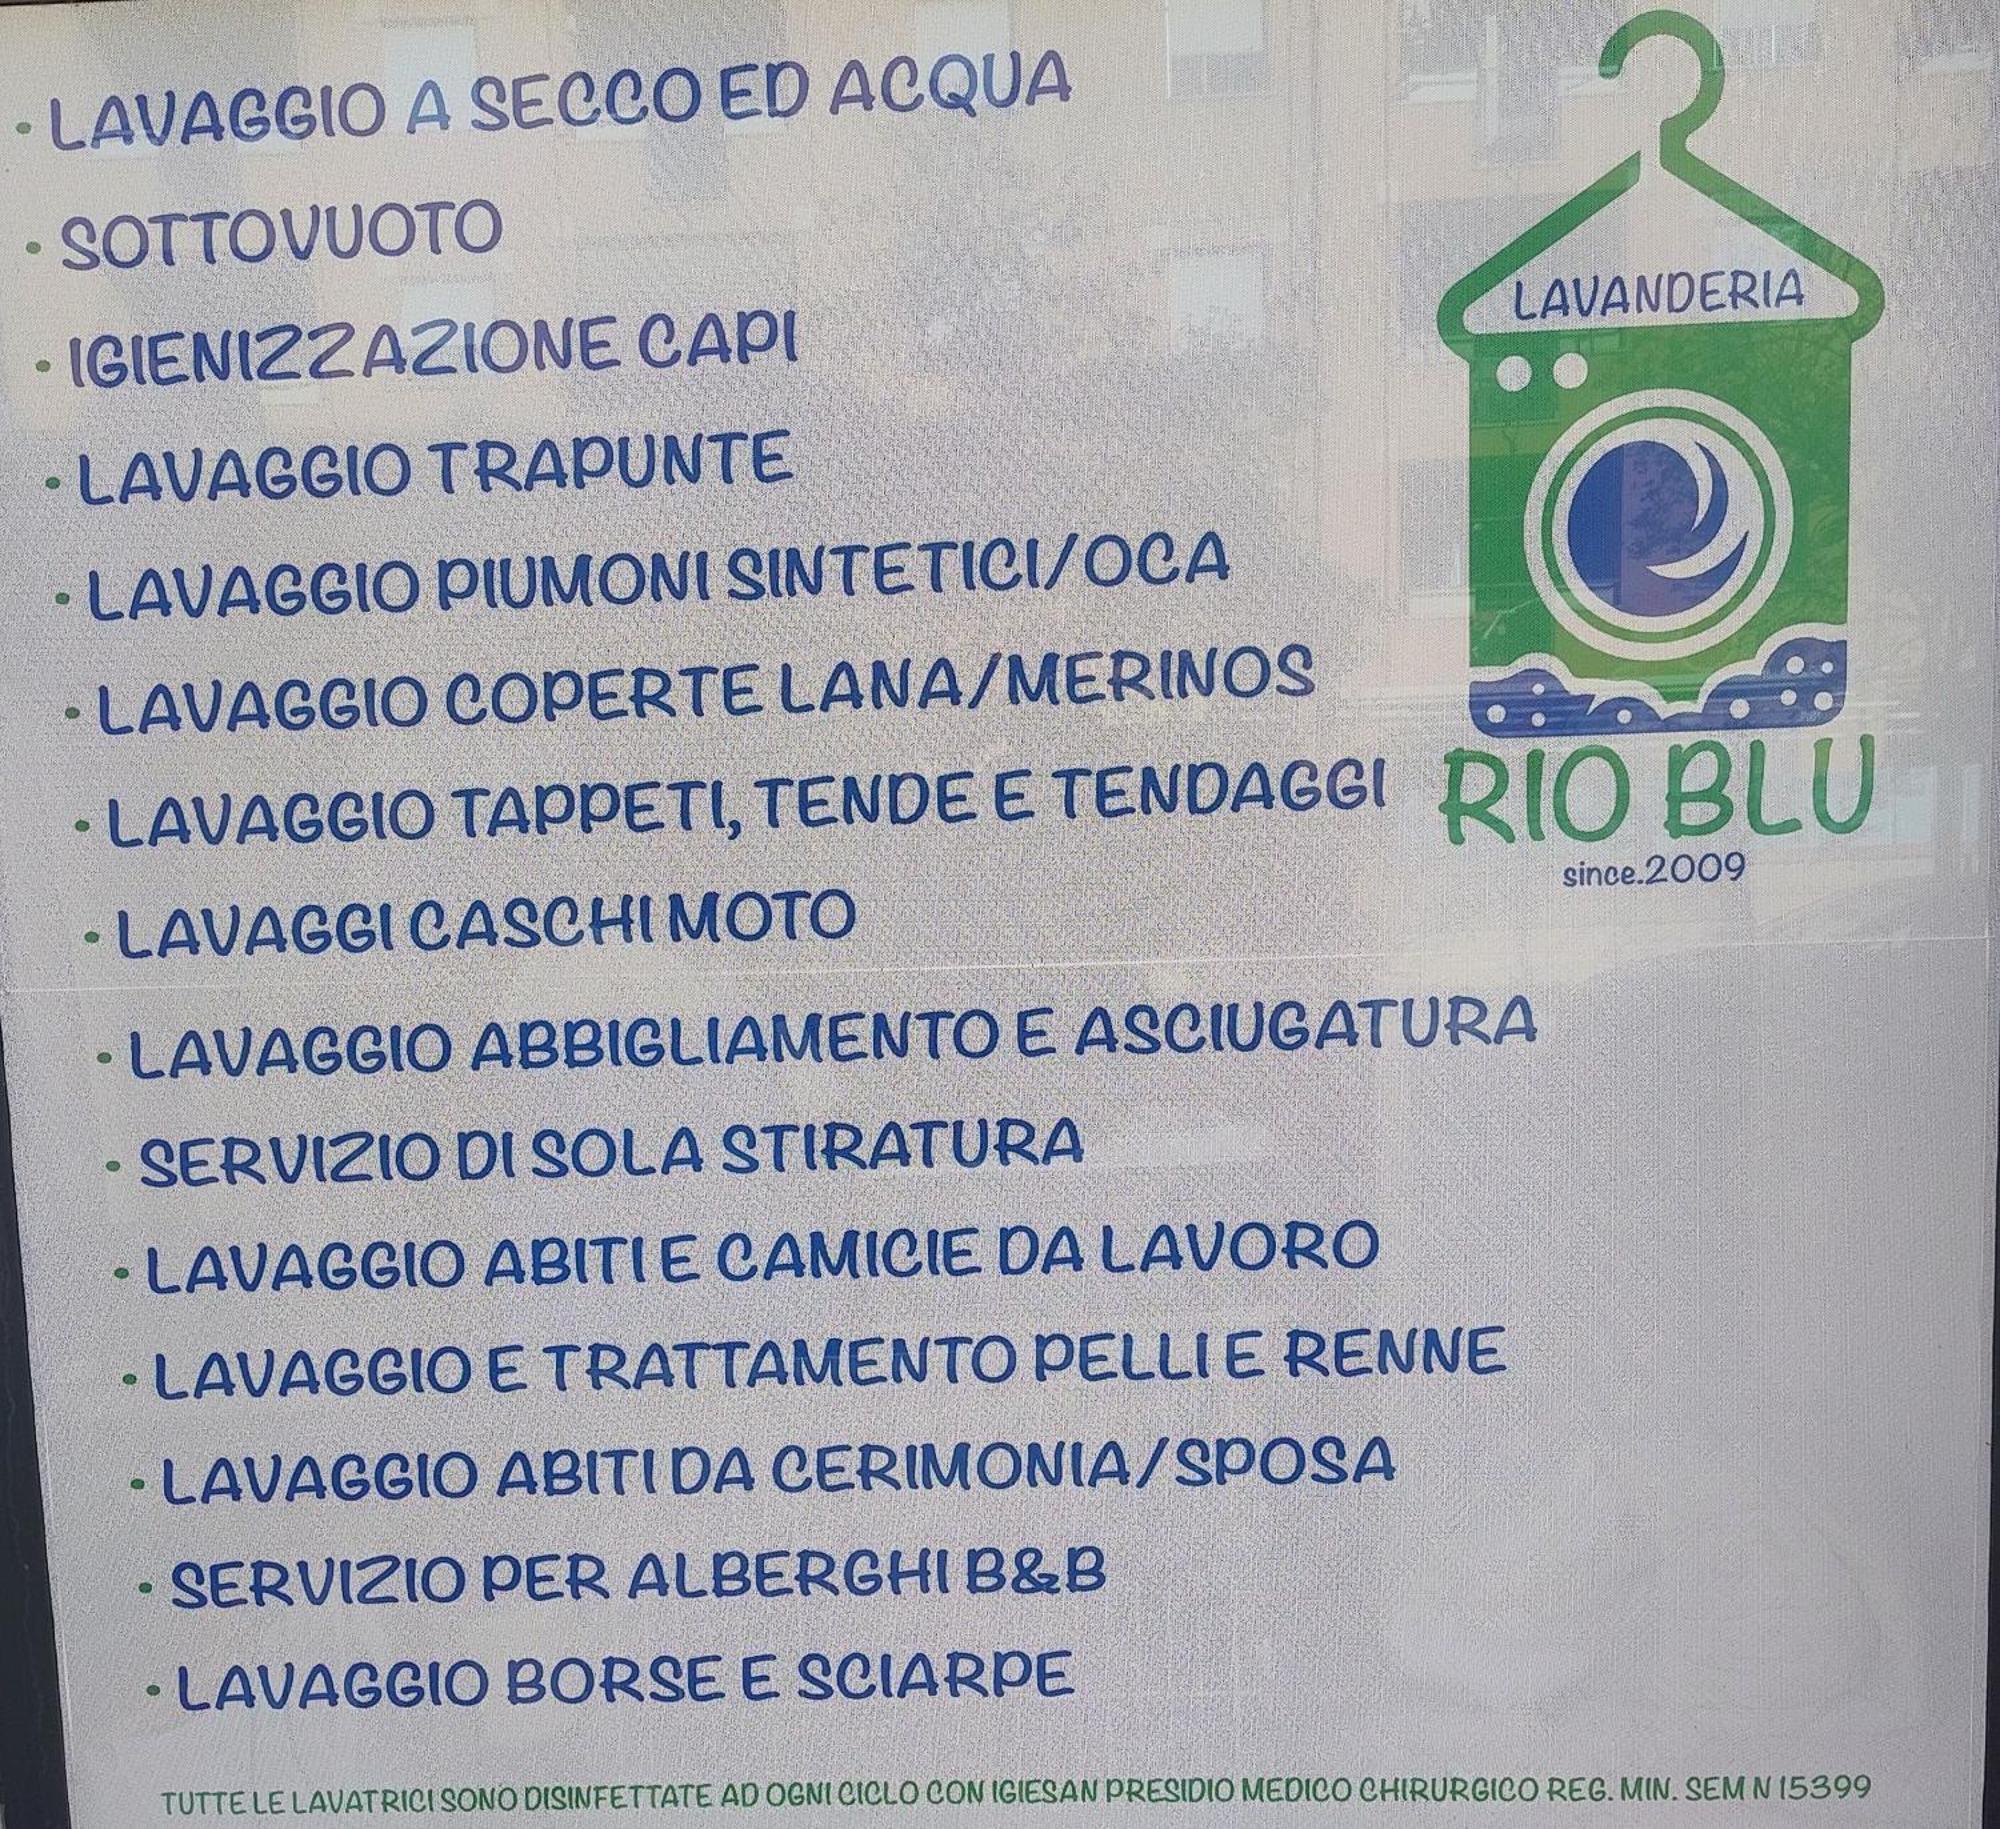 · LAVAGGIO A SECCO ED ACQUA
· SOTTOVUOTO
· IGIENIZZAZIONE CAPI
· LAVAGGIO TRAPUNTE
· LAVAGGIO PIUMONI SINTETICI/OCA
· LAVAGGIO COPERTE LANA/MERINOS
· LAVAGGIO TAPPETI, TENDE E TENDAGGI
· LAVAGGI CASCHI MOTO
· LAVAGGIO ABBIGLIAMENTO E ASCIUGATURA
· SERVIZIO DI SOLA STIRATURA
· LAVAGGIO ABITI E CAMICIE DA LAVORO
· LAVAGGIO E TRATTAMENTO PELLI E RENNE
· LAVAGGIO ABITI DA CERIMONIA/SPOSA
· SERVIZIO PER ALBERGHI B&B
· LAVAGGIO BORSE E SCIARPE
LAVANDERIA
RIO BLU
since.2009
TUTTE LE LAVATRICI SONO DISINFETTATE AD OGNI CICLO CON IGIESAN PRESIDIO MEDICO CHIRURGICO REG. MIN. SEM N 15399